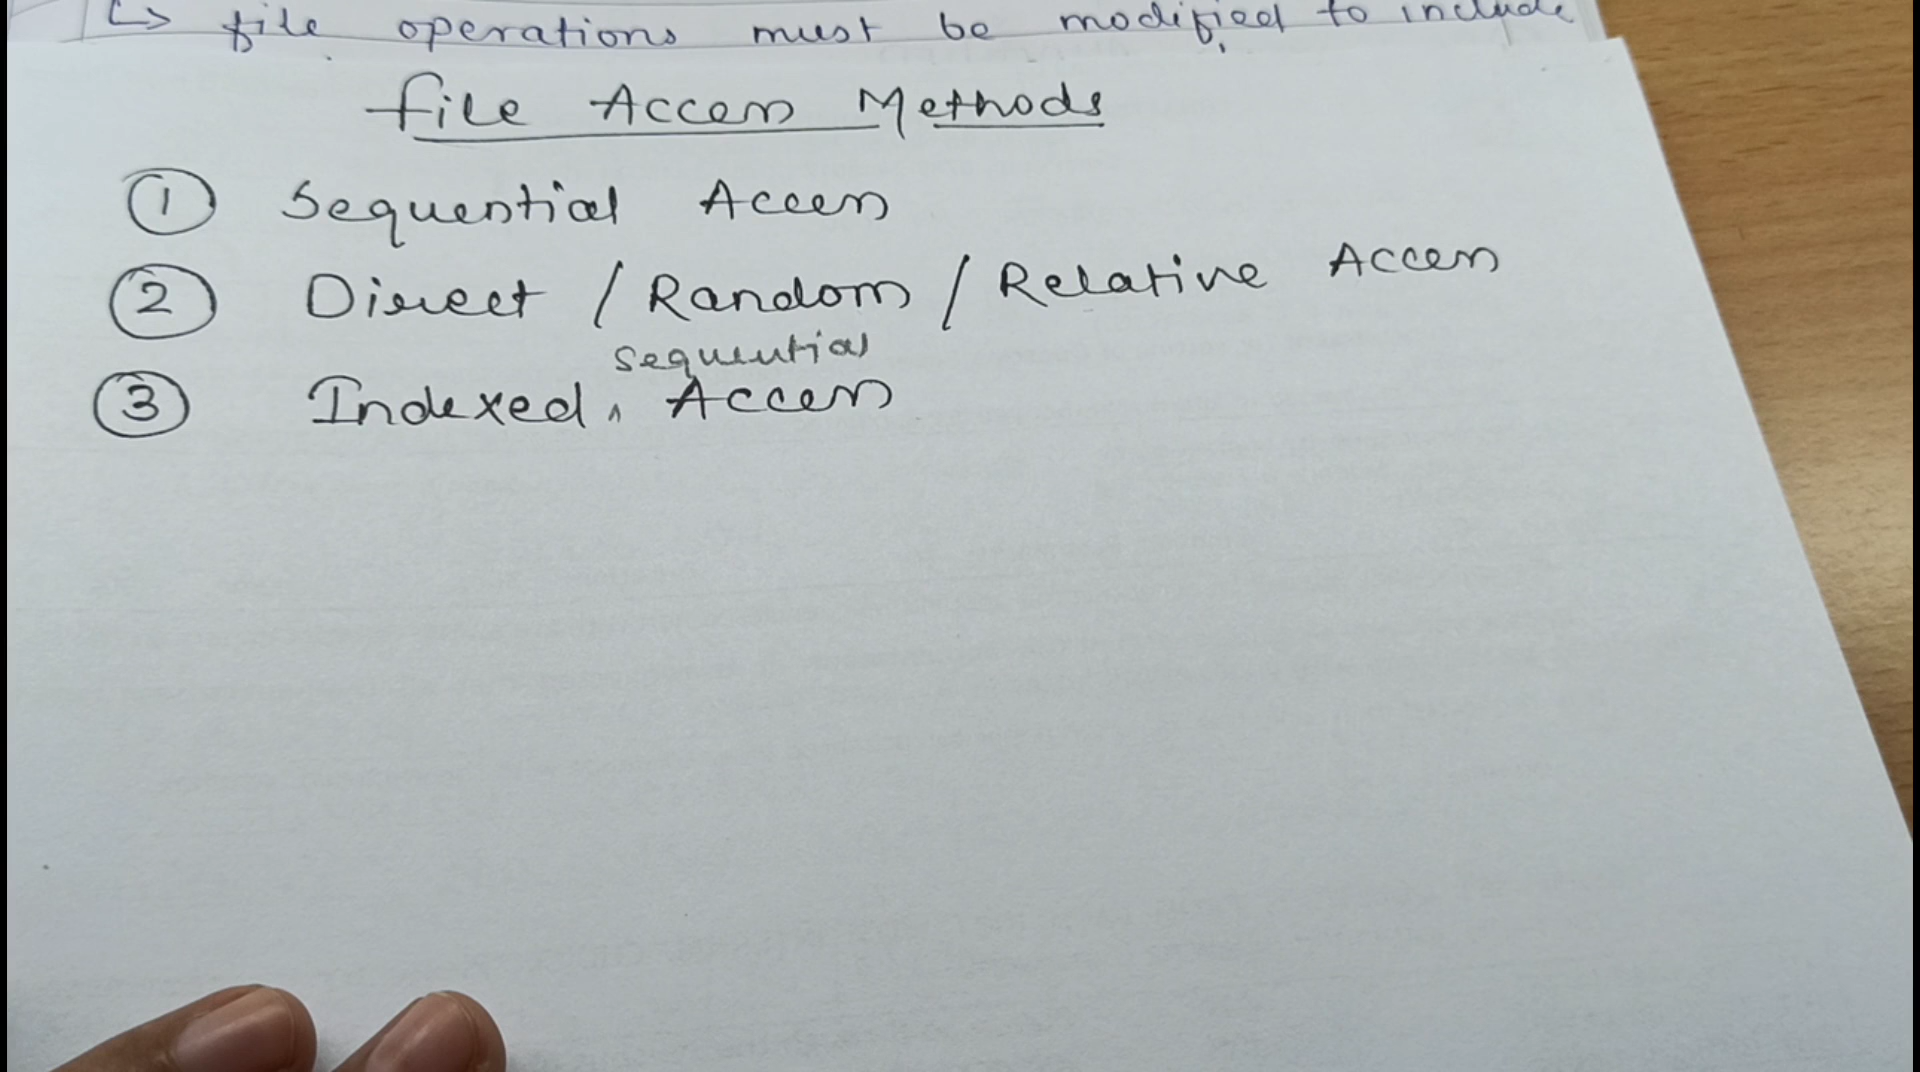 ↳ file operations must be modified to include
File Access Methods
① Sequential Access
② Direct / Random / Relative Access
③ Indexed ^ sequential Access